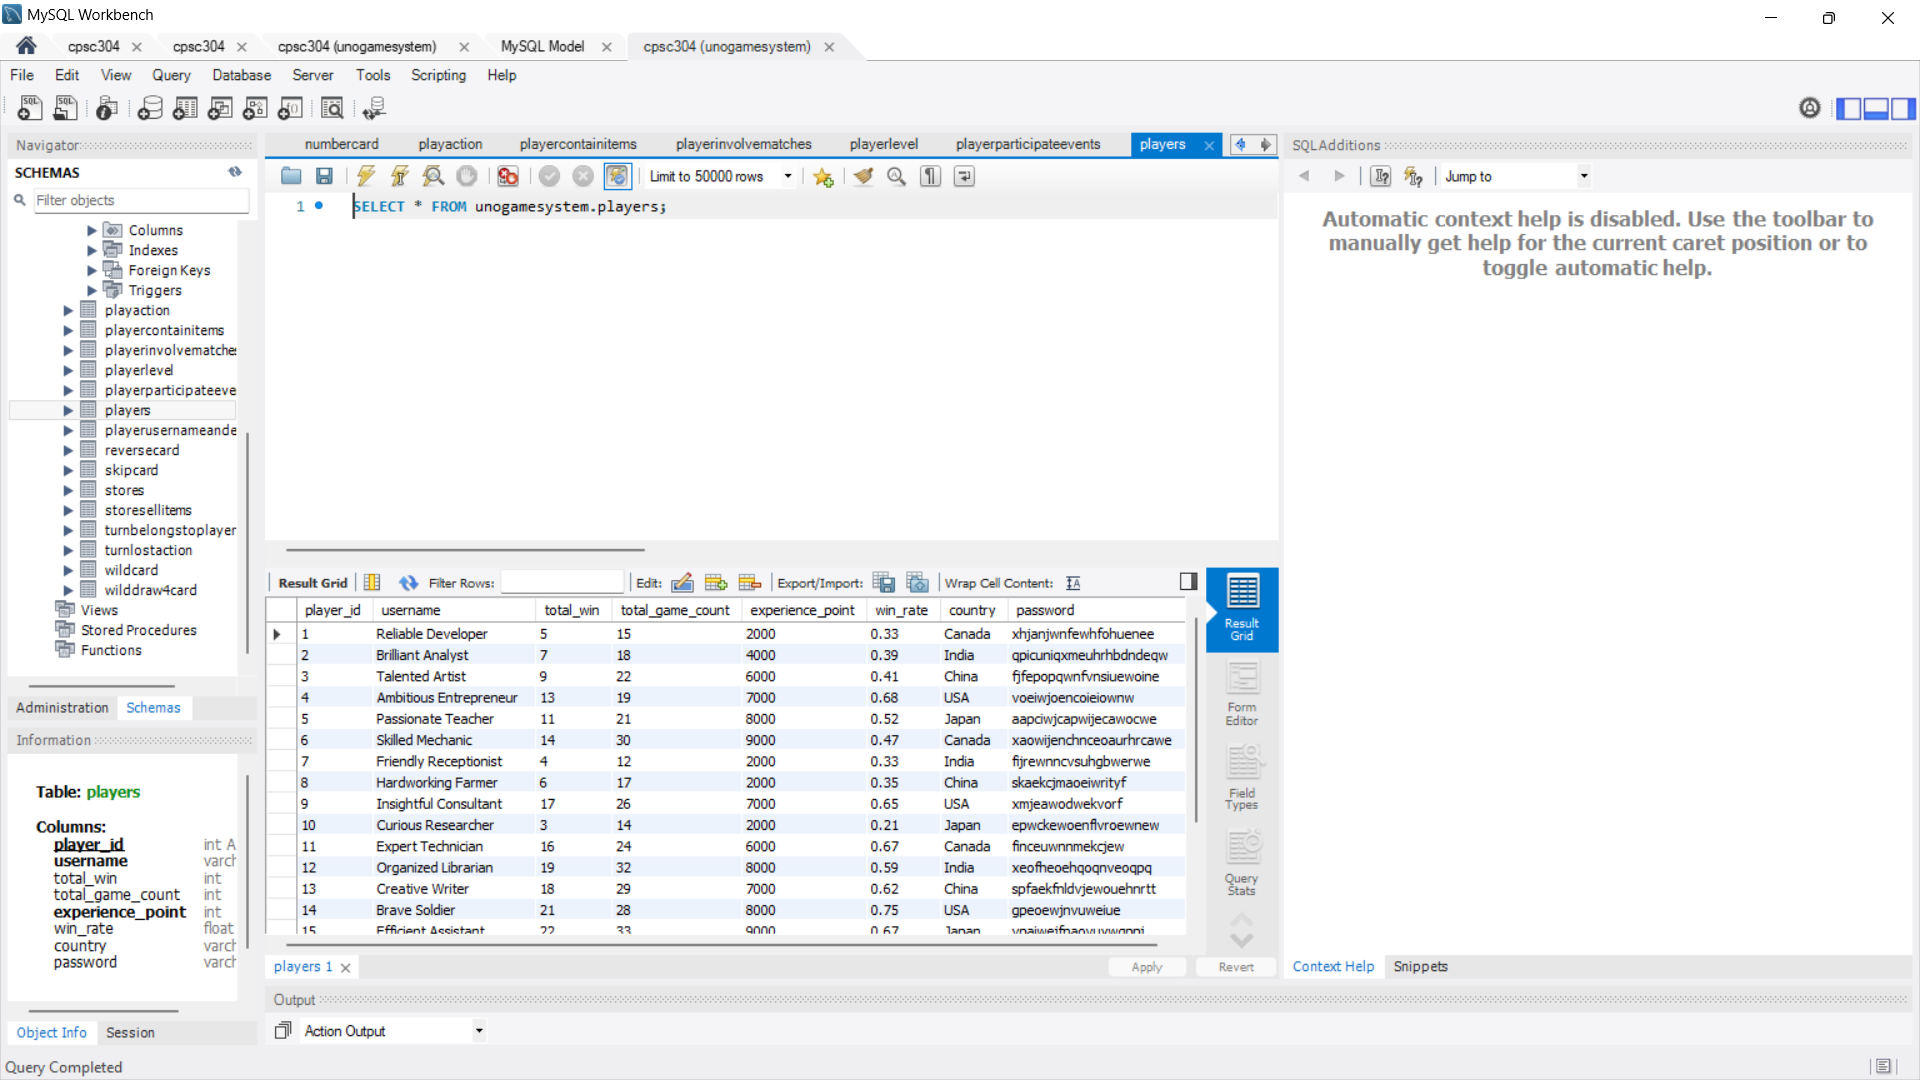 MySQL Workbench
cpsc304
cpsc304
cpsc304 (unogamesystem)
MySQL Model
cpsc304 (unogamesystem)
File Edit View Query Database Server Tools Scripting Help
Navigator
SCHEMAS
Filter objects
Columns
Indexes
Foreign Keys
Triggers
playaction
playercontainitems
playerinvolvematches
playerlevel
playerparticipateeve
players
playerusernameande
reversecard
skipcard
stores
storesellitems
turnbelongstoplayer
turnlostaction
wildcard
wilddraw4card
Views
Stored Procedures
Functions
Administration Schemas
Information
Table: players
Columns:
player_id int A
username varch
total_win int
total_game_count int
experience_point int
win_rate float
country varch
password varch
Object Info Session
Query Completed
numbercard playaction playercontainitems playerinvolvematches playerlevel playerparticipateevents players
Limit to 50000 rows
1 SELECT * FROM unogamesystem.players;
Result Grid Filter Rows: Edit: Export/Import: Wrap Cell Content:
player_id username total_win total_game_count experience_point win_rate country password
1 Reliable Developer 5 15 2000 0.33 Canada xhjanjwnfewhfohuenee
2 Brilliant Analyst 7 18 4000 0.39 India qpicuniqxmeuhrhbdndeqw
3 Talented Artist 9 22 6000 0.41 China fjfepopqwnfvnsiuewoine
4 Ambitious Entrepreneur 13 19 7000 0.68 USA voeiwjoencoieiownw
5 Passionate Teacher 11 21 8000 0.52 Japan aapciwjcapwijecawocwe
6 Skilled Mechanic 14 30 9000 0.47 Canada xaowijenchnceoaurhrcawe
7 Friendly Receptionist 4 12 2000 0.33 India fijrewnncvsuhgbwerwe
8 Hardworking Farmer 6 17 2000 0.35 China skaekcjmaoeiwrityf
9 Insightful Consultant 17 26 7000 0.65 USA xmjeawodwekvorf
10 Curious Researcher 3 14 2000 0.21 Japan epwckewoenflvroewnew
11 Expert Technician 16 24 6000 0.67 Canada finceuwnnmekcjew
12 Organized Librarian 19 32 8000 0.59 India xeofheoehqoqnveoqpq
13 Creative Writer 18 29 7000 0.62 China spfaekfnldvjewouehnrtt
14 Brave Soldier 21 28 8000 0.75 USA gpeoewjnvuweiue
15 Efficient Assistant 22 33 9000 0.67 Japan
Result Grid
Form Editor
Field Types
Query Stats
players 1
Apply Revert
Output
Action Output
SQLAdditions
Jump to
Automatic context help is disabled. Use the toolbar to
manually get help for the current caret position or to
toggle automatic help.
Context Help Snippets